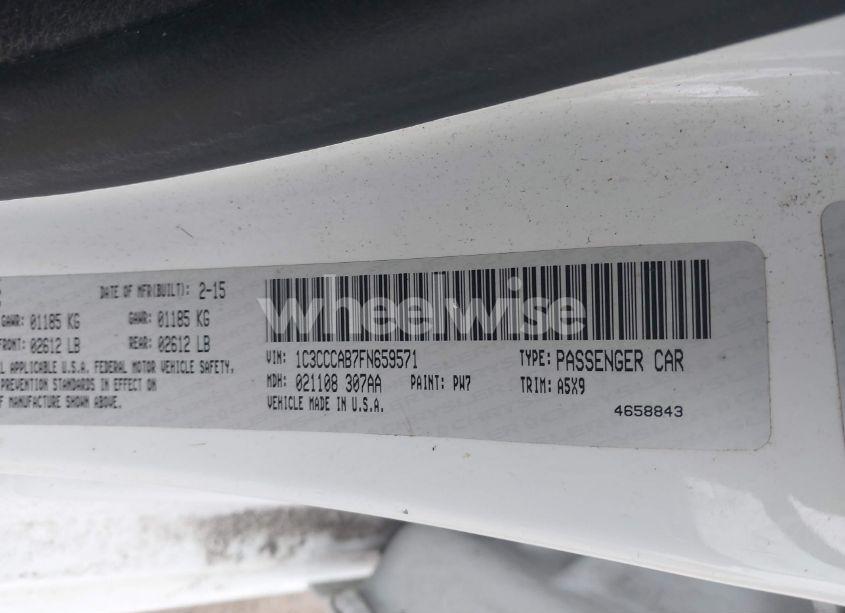 DATE OF MFR(BUILT): 2-15
GAWR: 01185 KG GAWR: 01185 KG
FRONT: 02612 LB REAR: 02612 LB
ALL APPLICABLE U.S.A. FEDERAL MOTOR VEHICLE SAFETY,
PREVENTION STANDARDS IN EFFECT ON
OF MANUFACTURE SHOWN ABOVE.
wheelwise
VIN: 1C3CCCAB7FN659571 TYPE: PASSENGER CAR
MDH: 021108 307AA PAINT: PW7 TRIM: A5X9
VEHICLE MADE IN U.S.A. 4658843